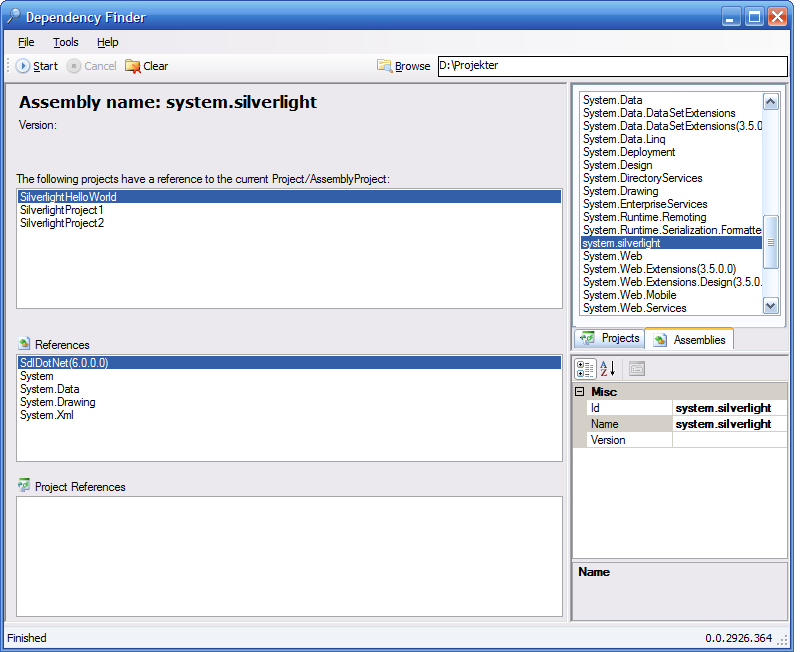 Dependency Finder
File Tools Help
Start Cancel Clear Browse D:\Projekter
Assembly name: system.silverlight
Version:
The following projects have a reference to the current Project/AssemblyProject:
SilverlightHelloWorld
SilverlightProject1
SilverlightProject2
References
SdlDotNet(6.0.0.0)
System
System.Data
System.Drawing
System.Xml
Project References
System.Data
System.Data.DataSetExtensions
System.Data.DataSetExtensions(3.5.0
System.Data.Linq
System.Deployment
System.Design
System.DirectoryServices
System.Drawing
System.EnterpriseServices
System.Runtime.Remoting
System.Runtime.Serialization.Formatte
system.silverlight
System.Web
System.Web.Extensions(3.5.0.0)
System.Web.Extensions.Design(3.5.0.
System.Web.Mobile
System.Web.Services
Projects Assemblies
Misc
Id system.silverlight
Name system.silverlight
Version
Name
Finished 0.0.2926.364